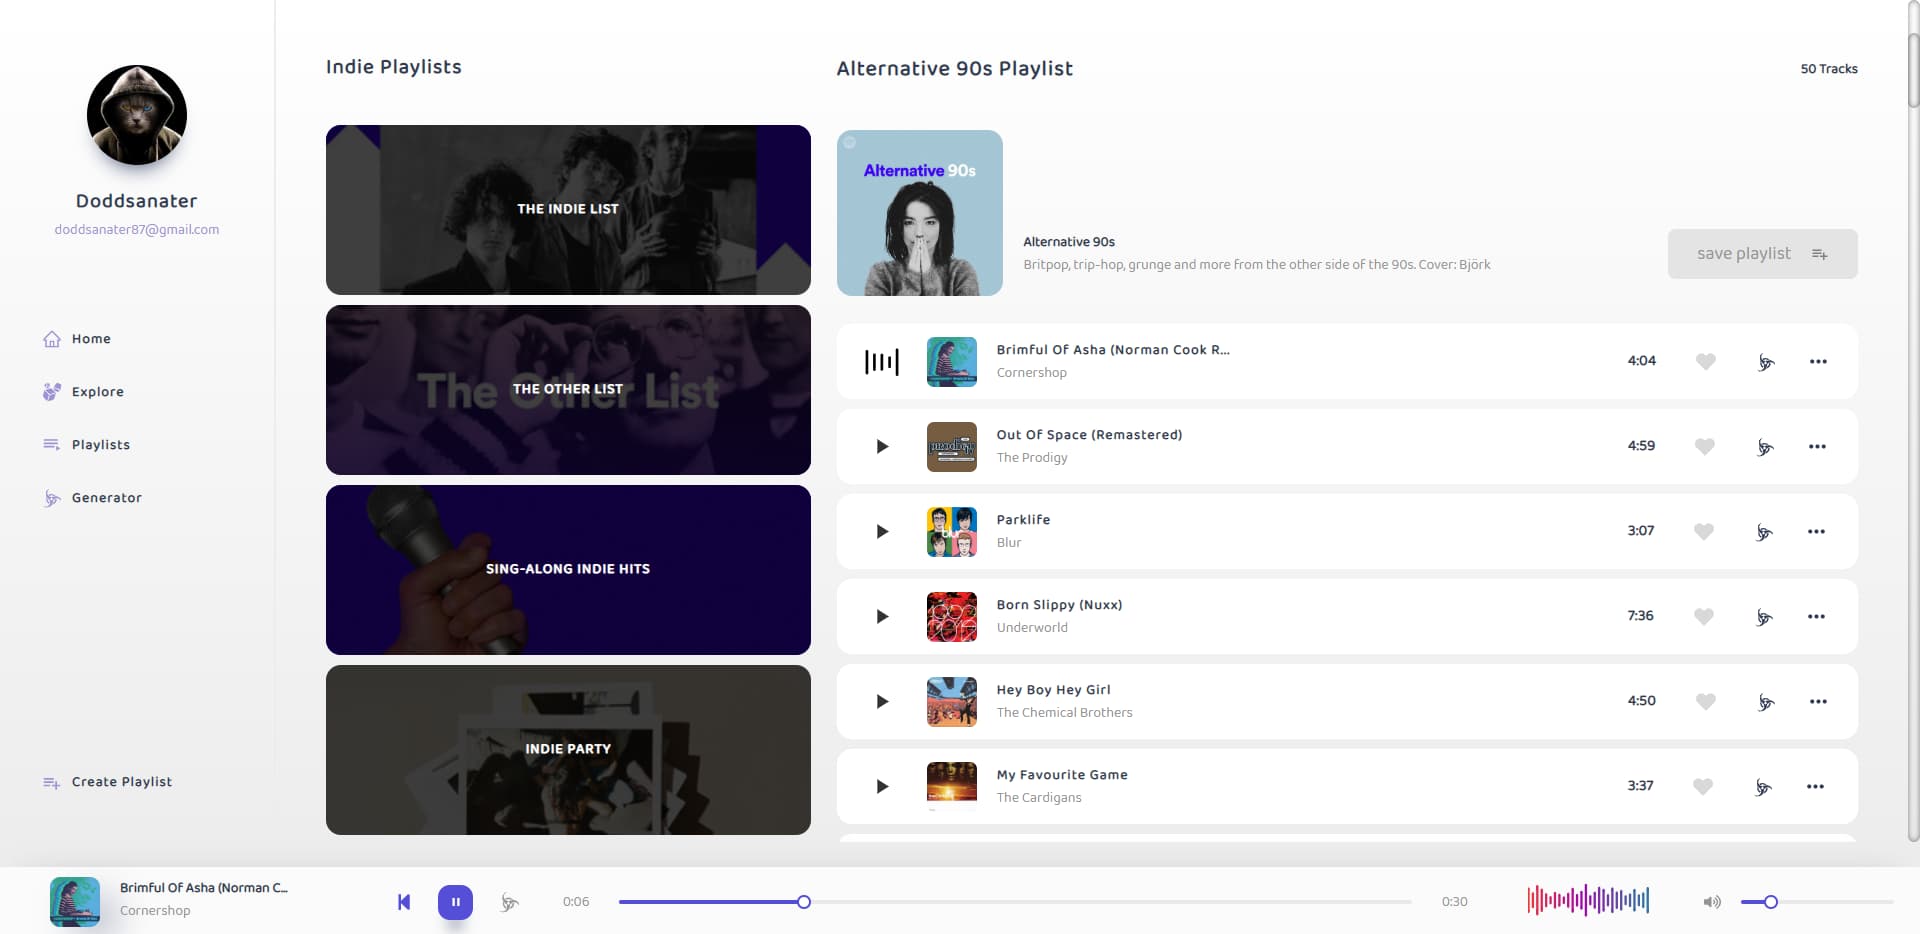 Doddsanater
doddsanater87@gmail.com
Home
Explore
Playlists
Generator
Create Playlist
Indie Playlists
THE INDIE LIST
The Other List
THE OTHER LIST
SING-ALONG INDIE HITS
INDIE PARTY
Alternative 90s Playlist
50 Tracks
Alternative 90s
Alternative 90s
Britpop, trip-hop, grunge and more from the other side of the 90s. Cover: Björk
save playlist
Brimful Of Asha (Norman Cook R...
Cornershop
4:04
Out Of Space (Remastered)
The Prodigy
4:59
Parklife
Blur
3:07
Born Slippy (Nuxx)
Underworld
7:36
Hey Boy Hey Girl
The Chemical Brothers
4:50
My Favourite Game
The Cardigans
3:37
Brimful Of Asha (Norman C...
Cornershop
0:06
0:30